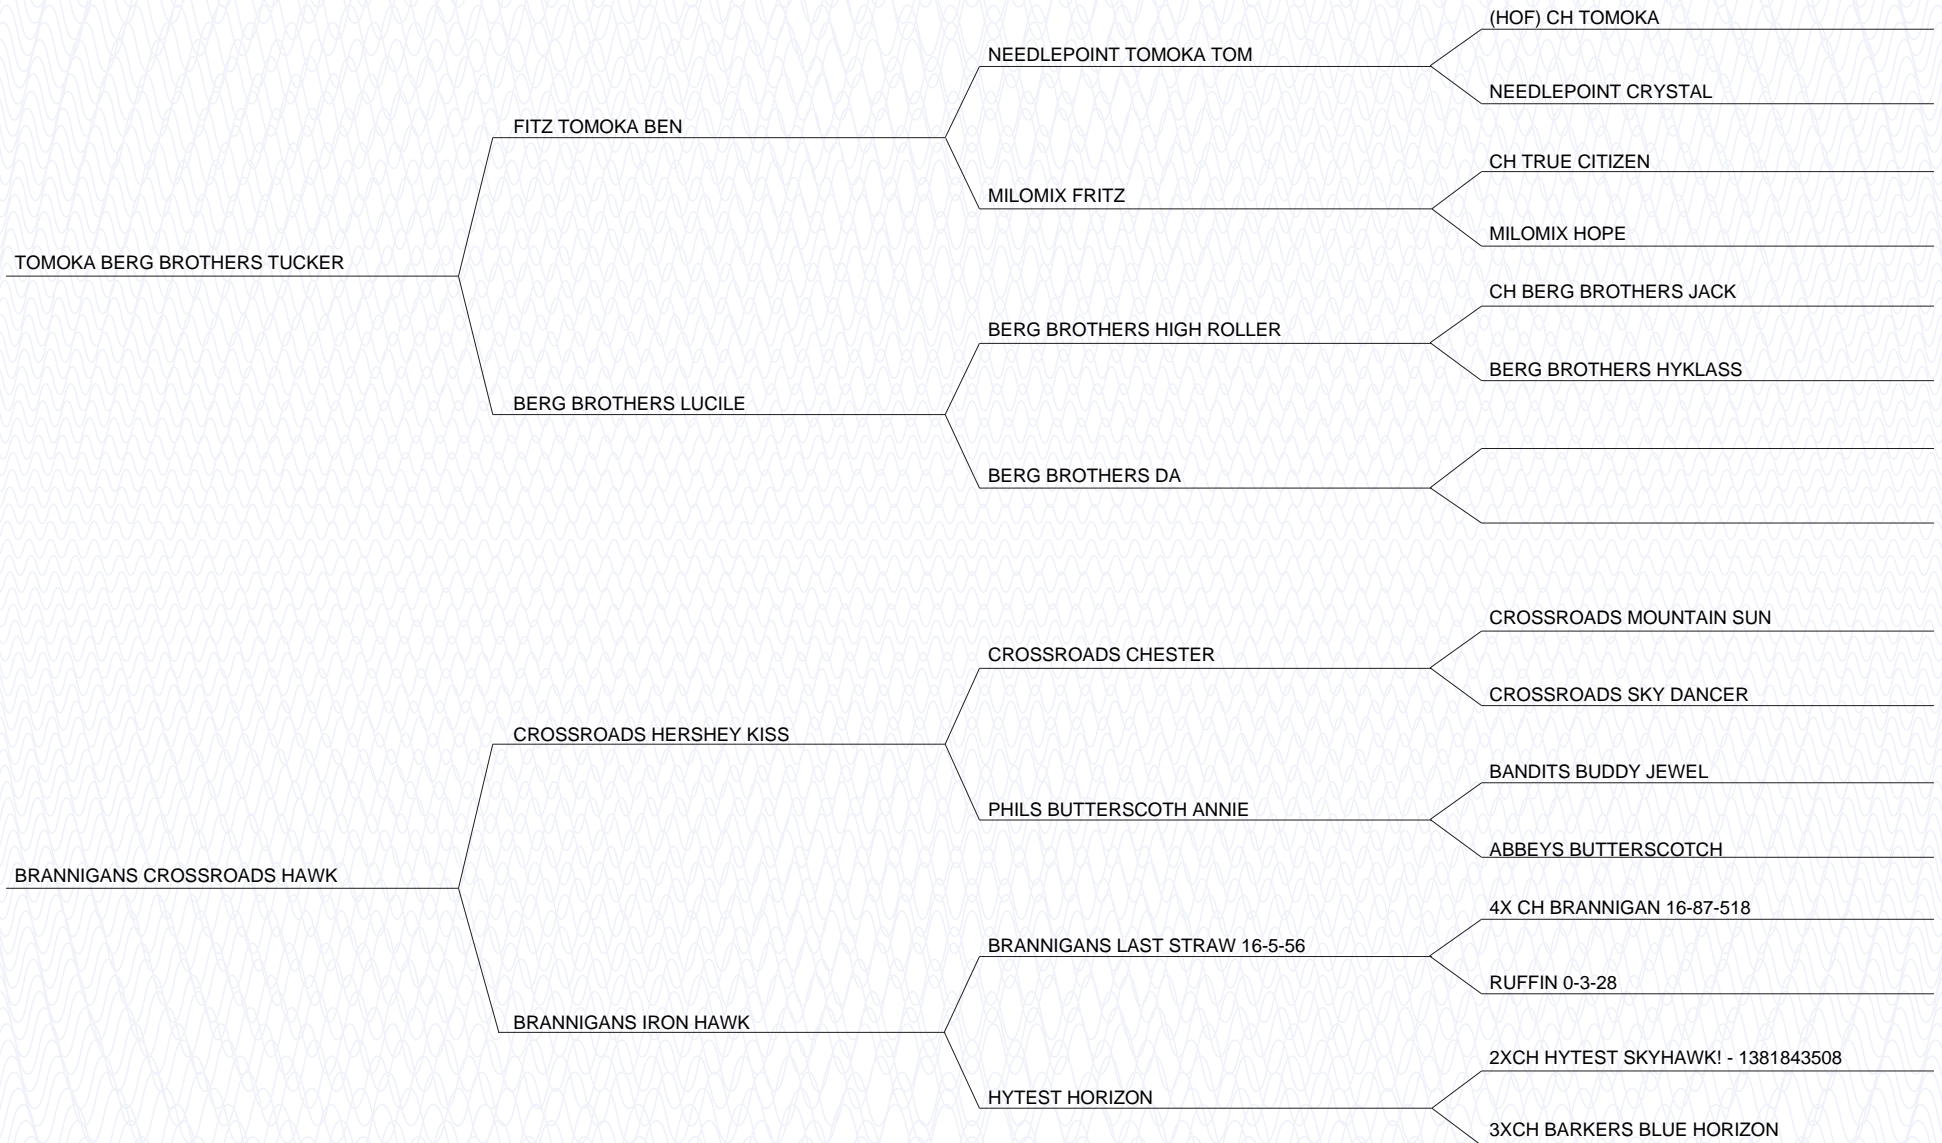 (HOF) CH TOMOKA
NEEDLEPOINT TOMOKA TOM
NEEDLEPOINT CRYSTAL
FITZ TOMOKA BEN
CH TRUE CITIZEN
MILOMIX FRITZ
MILOMIX HOPE
TOMOKA BERG BROTHERS TUCKER
CH BERG BROTHERS JACK
BERG BROTHERS HIGH ROLLER
BERG BROTHERS HYKLASS
BERG BROTHERS LUCILE
BERG BROTHERS DA
CROSSROADS MOUNTAIN SUN
CROSSROADS CHESTER
CROSSROADS SKY DANCER
CROSSROADS HERSHEY KISS
BANDITS BUDDY JEWEL
PHILS BUTTERSCOTH ANNIE
ABBEYS BUTTERSCOTCH
BRANNIGANS CROSSROADS HAWK
4X CH BRANNIGAN 16-87-518
BRANNIGANS LAST STRAW 16-5-56
RUFFIN 0-3-28
BRANNIGANS IRON HAWK
2XCH HYTEST SKYHAWK! - 1381843508
HYTEST HORIZON
3XCH BARKERS BLUE HORIZON